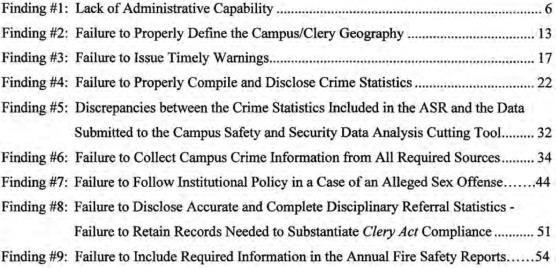 Finding #1: Lack of Administrative Capability ............................................................... 6
Finding #2: Failure to Properly Define the Campus/Clery Geography ................................ 13
Finding #3: Failure to Issue Timely Warnings..................................................... 17
Finding #4: Failure to Properly Compile and Disclose Crime Statistics ............................. 22
Finding #5: Discrepancies between the Crime Statistics Included in the ASR and the Data
Submitted to the Campus Safety and Security Data Analysis Cutting Tool......... 32
Finding #6: Failure to Collect Campus Crime Information from All Required Sources......... 34
Finding #7: Failure to Follow Institutional Policy in a Case of an Alleged Sex Offense......44
Finding #8: Failure to Disclose Accurate and Complete Disciplinary Referral Statistics -
Failure to Retain Records Needed to Substantiate Clery Act Compliance ........... 51
Finding #9: Failure to Include Required Information in the Annual Fire Safety Reports......54